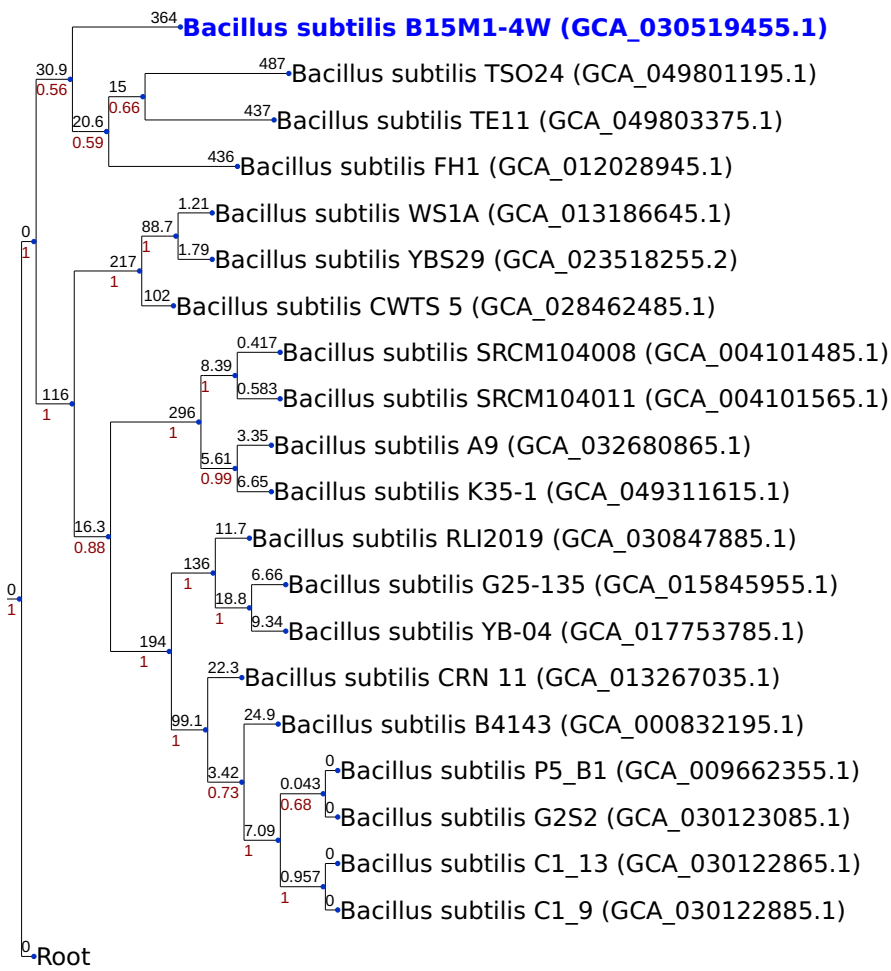 364 Bacillus subtilis B15M1-4W (GCA_030519455.1)
30.9
0.56
487 Bacillus subtilis TSO24 (GCA_049801195.1)
15
0.66
20.6
0.59
437 Bacillus subtilis TE11 (GCA_049803375.1)
436 Bacillus subtilis FH1 (GCA_012028945.1)
1.21 Bacillus subtilis WS1A (GCA_013186645.1)
0
1
88.7
1
217
1
1.79 Bacillus subtilis YBS29 (GCA_023518255.2)
102 Bacillus subtilis CWTS 5 (GCA_028462485.1)
0.417 Bacillus subtilis SRCM104008 (GCA_004101485.1)
8.39
1
116
1
0.583 Bacillus subtilis SRCM104011 (GCA_004101565.1)
296
1
3.35 Bacillus subtilis A9 (GCA_032680865.1)
5.61
0.99
6.65 Bacillus subtilis K35-1 (GCA_049311615.1)
16.3
0.88
11.7 Bacillus subtilis RLI2019 (GCA_030847885.1)
136
1
0
1
6.66 Bacillus subtilis G25-135 (GCA_015845955.1)
18.8
1
9.34 Bacillus subtilis YB-04 (GCA_017753785.1)
194
1
22.3 Bacillus subtilis CRN 11 (GCA_013267035.1)
99.1
1
24.9 Bacillus subtilis B4143 (GCA_000832195.1)
3.42
0.73
0 Bacillus subtilis P5_B1 (GCA_009662355.1)
0.043
0.68
0 Bacillus subtilis G2S2 (GCA_030123085.1)
7.09
1
0 Bacillus subtilis C1_13 (GCA_030122865.1)
0.957
1
0 Bacillus subtilis C1_9 (GCA_030122885.1)
0 Root